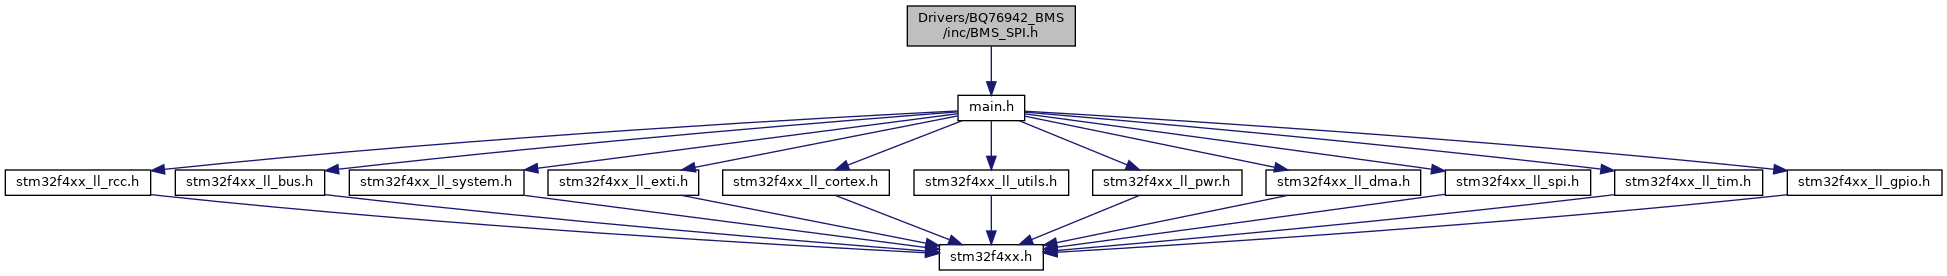 Drivers/BQ76942_BMS
/inc/BMS_SPI.h
main.h
stm32f4xx_ll_rcc.h
stm32f4xx_ll_bus.h
stm32f4xx_ll_system.h
stm32f4xx_ll_exti.h
stm32f4xx_ll_cortex.h
stm32f4xx_ll_utils.h
stm32f4xx_ll_pwr.h
stm32f4xx_ll_dma.h
stm32f4xx_ll_spi.h
stm32f4xx_ll_tim.h
stm32f4xx_ll_gpio.h
stm32f4xx.h